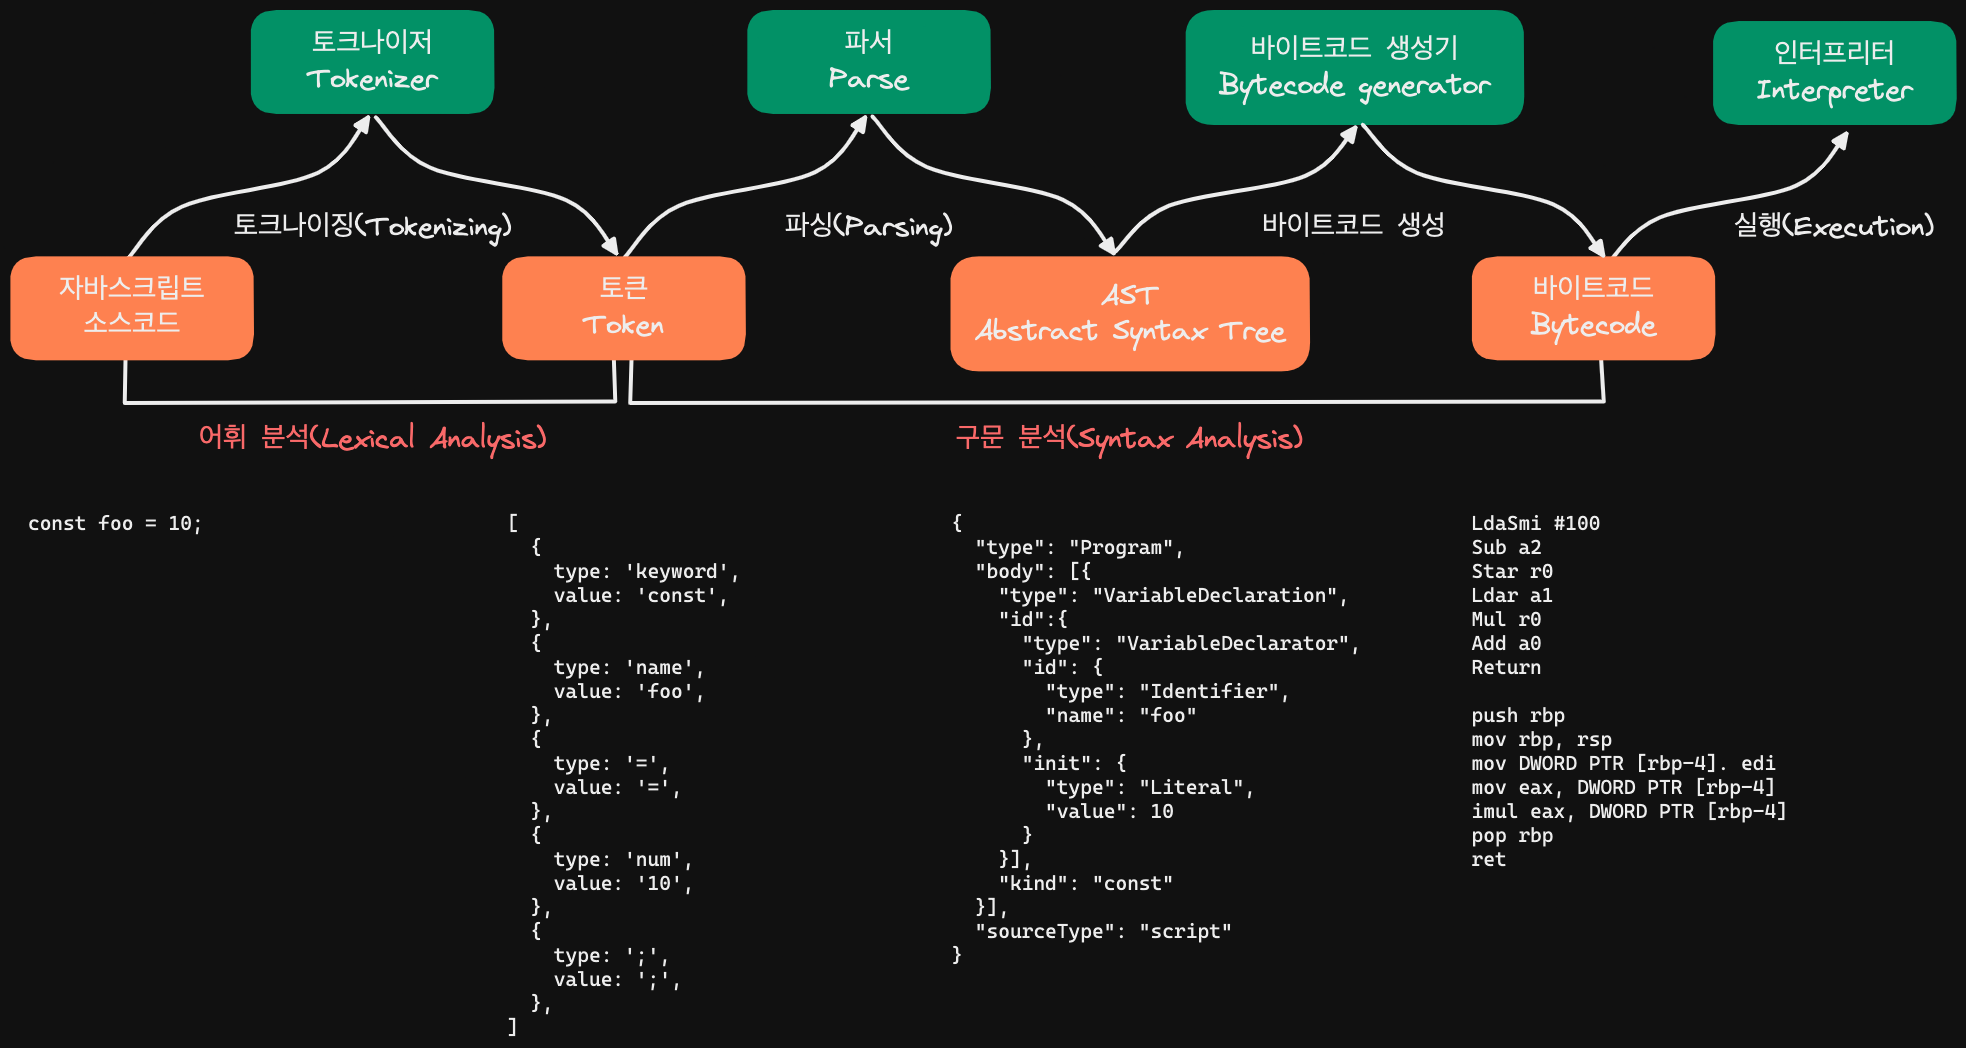 토크나이저
Tokenizer
파서
Parse
바이트코드 생성기
Bytecode generator
인터프리터
Interpreter
토크나이징(Tokenizing)
파싱(Parsing)
바이트코드 생성
실행(Execution)
자바스크립트
소스코드
토큰
Token
AST
Abstract Syntax Tree
바이트코드
Bytecode
어휘 분석(Lexical Analysis)
구문 분석(Syntax Analysis)
const foo = 10;
[
  {
    type: 'keyword',
    value: 'const',
  },
  {
    type: 'name',
    value: 'foo',
  },
  {
    type: '=',
    value: '=',
  },
  {
    type: 'num',
    value: '10',
  },
  {
    type: ';',
    value: ';',
  },
]
{
  "type": "Program",
  "body": [{
    "type": "VariableDeclaration",
    "id":{
      "type": "VariableDeclarator",
      "id": {
        "type": "Identifier",
        "name": "foo"
      },
      "init": {
        "type": "Literal",
        "value": 10
      }
    }],
    "kind": "const"
  }],
  "sourceType": "script"
}
LdaSmi #100
Sub a2
Star r0
Ldar a1
Mul r0
Add a0
Return
push rbp
mov rbp, rsp
mov DWORD PTR [rbp-4]. edi
mov eax, DWORD PTR [rbp-4]
imul eax, DWORD PTR [rbp-4]
pop rbp
ret